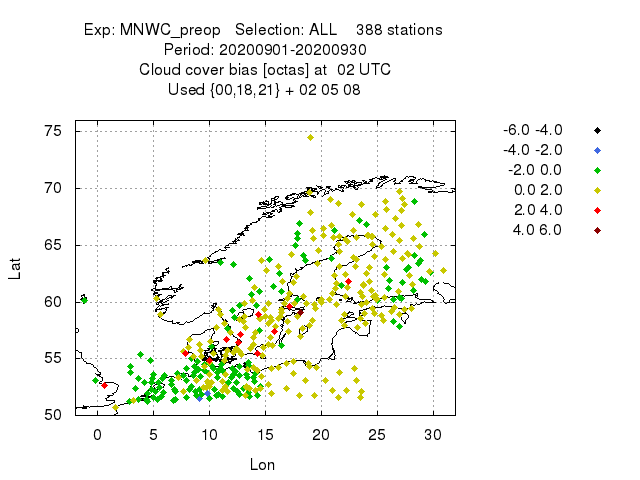 Exp: MNWC_preop   Selection: ALL    388 stations
Period: 20200901-20200930
Cloud cover bias [octas] at  02 UTC
Used {00,18,21} + 02 05 08
-6.0 -4.0
-4.0 -2.0
-2.0 0.0
0.0 2.0
2.0 4.0
4.0 6.0
75
70
65
60
55
50
Lat
0 5 10 15 20 25 30
Lon